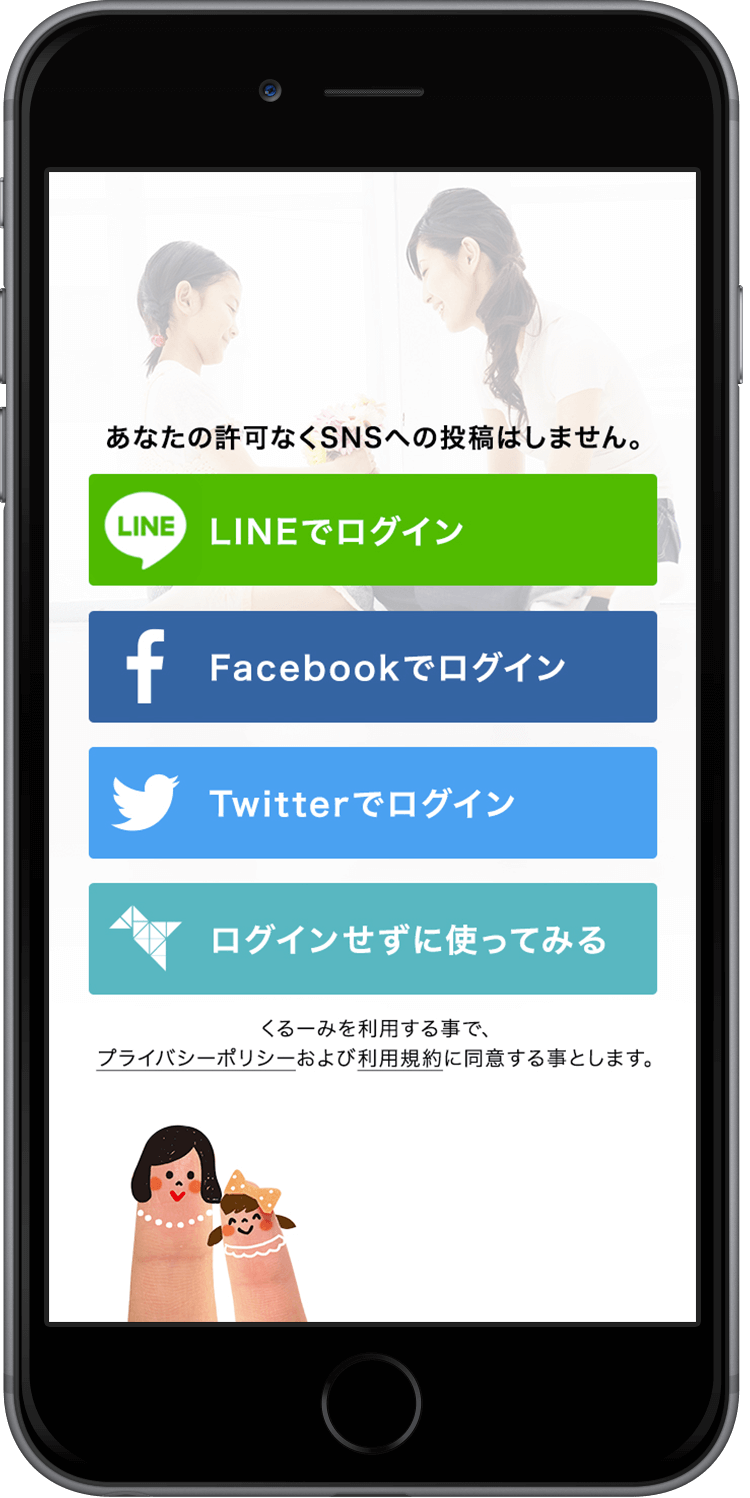 あなたの許可なくSNSへの投稿はしません。
LINE LINEでログイン
Facebookでログイン
Twitterでログイン
ログインせずに使ってみる
くるーみを利用する事で、
プライバシーポリシーおよび利用規約に同意する事とします。